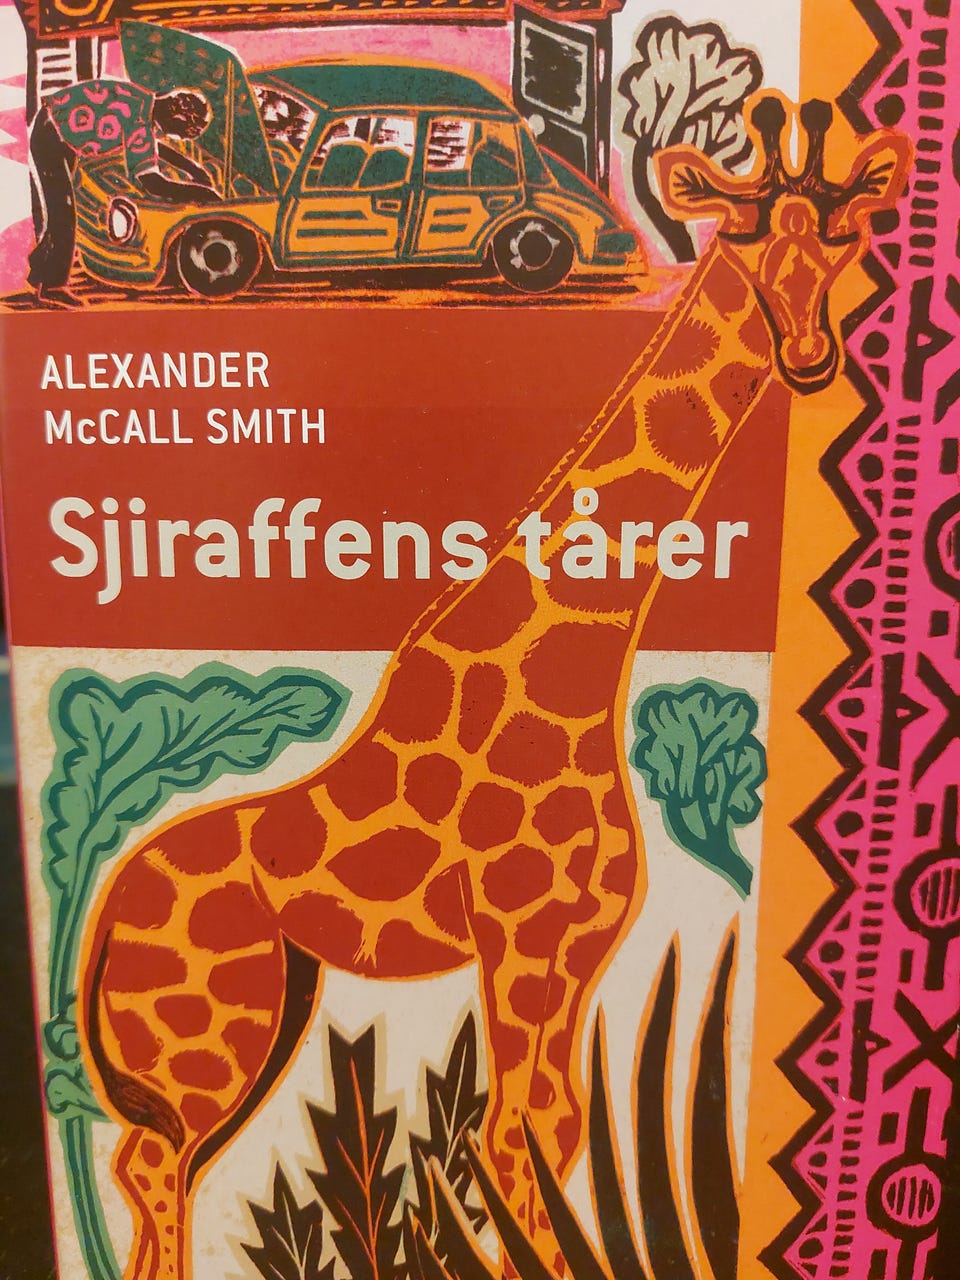 ALEXANDER
McCALL SMITH
Sjiraffens tårer